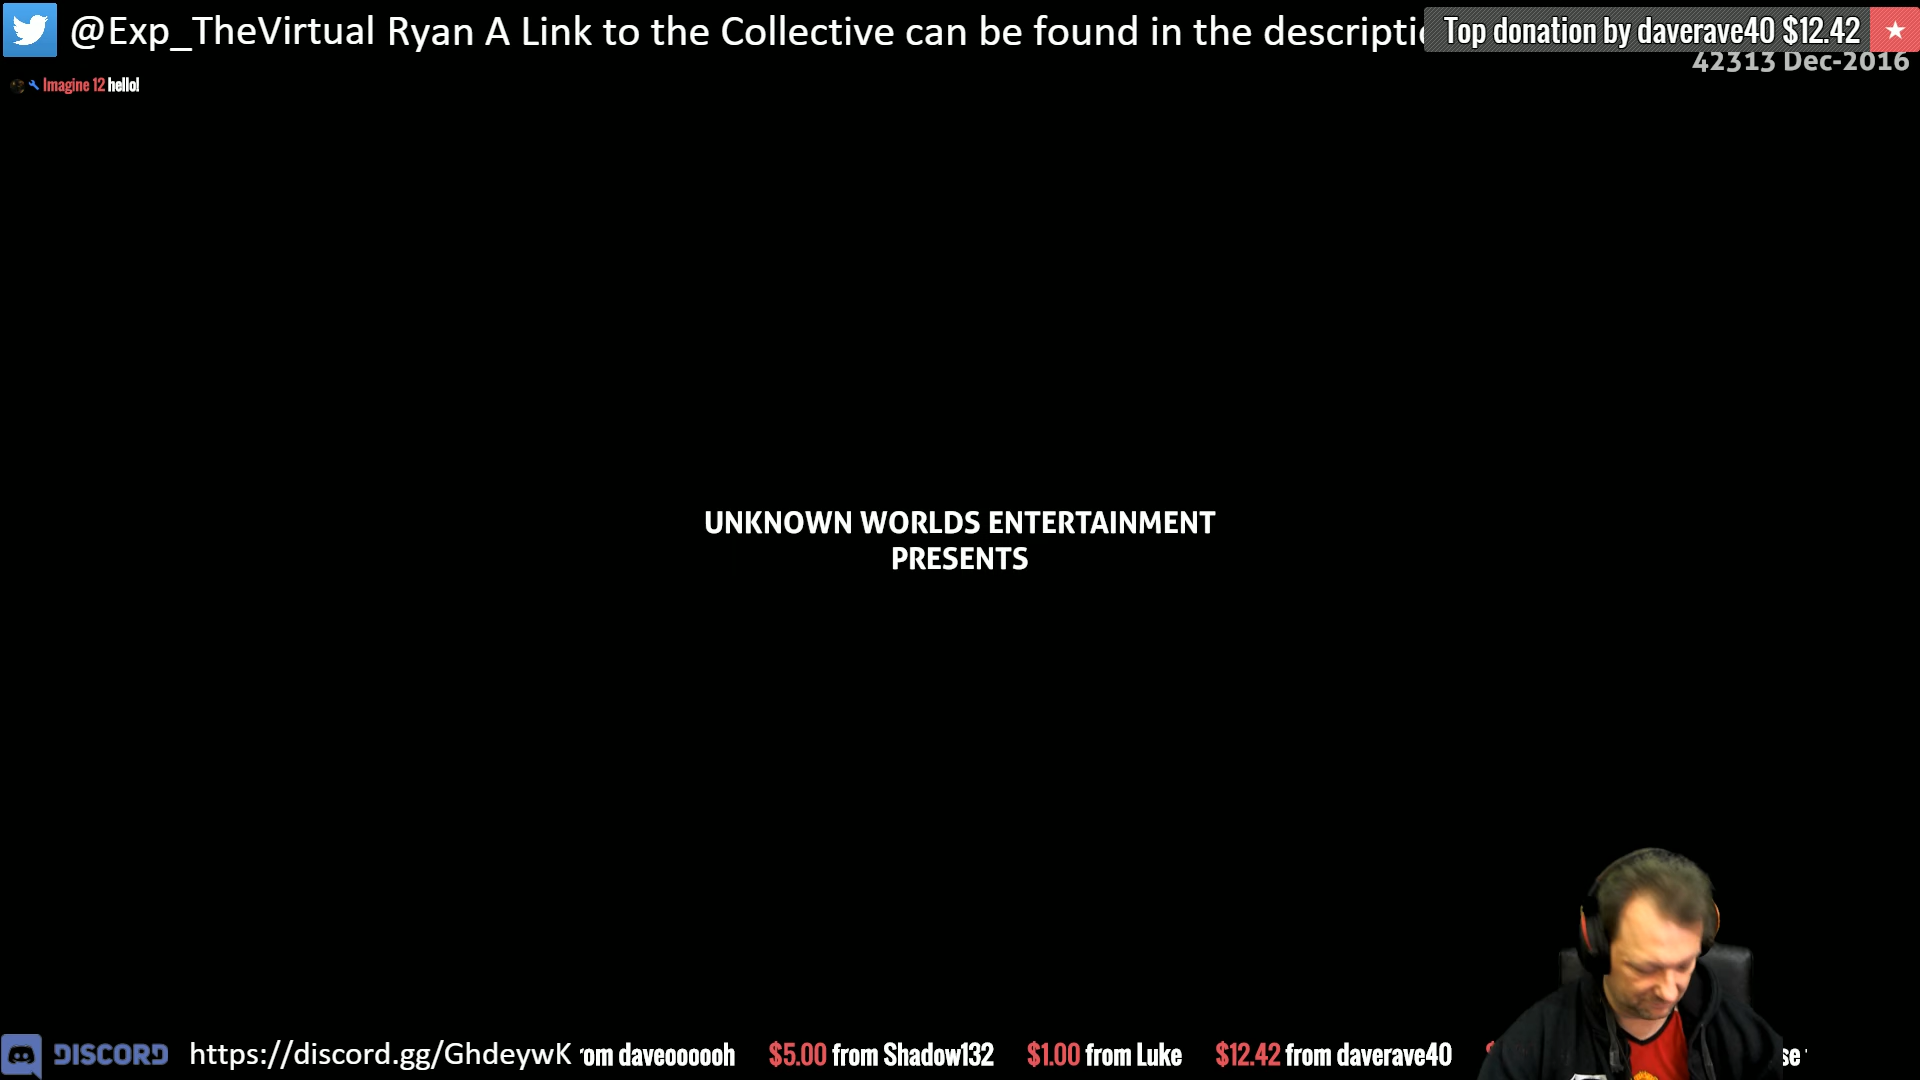 @Exp_TheVirtual Ryan A Link to the Collective can be found in the descripti
Top donation by daverave40 $12.42
42313 Dec-2016
Imagine 12 hello!
UNKNOWN WORLDS ENTERTAINMENT
PRESENTS
DISCORD https://discord.gg/GhdeywK om daveoooooh $5.00 from Shadow132 $1.00 from Luke $12.42 from daverave40 se